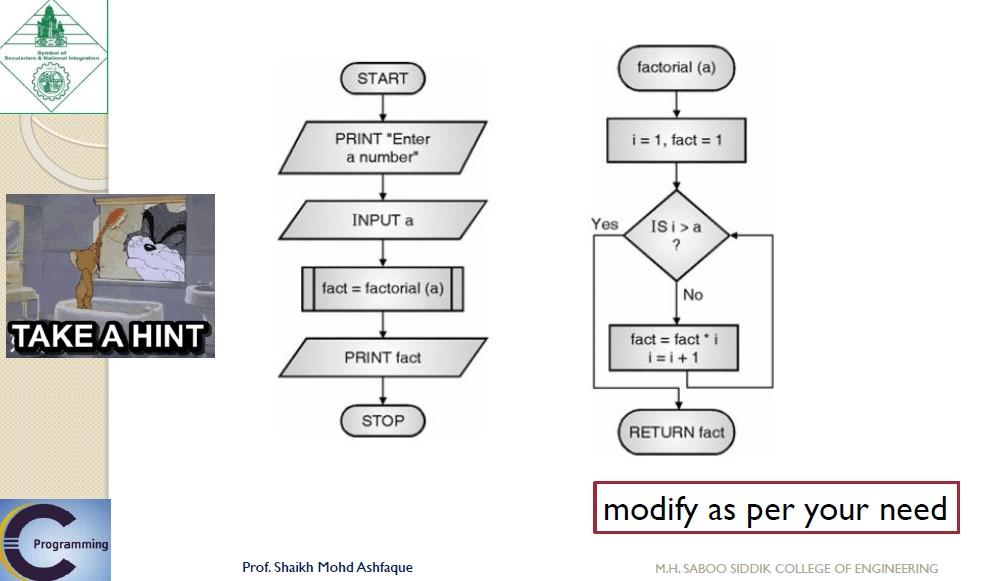 Symbol of
Secularism & National Integration
START
PRINT "Enter
a number"
INPUT a
fact = factorial (a)
PRINT fact
STOP
factorial (a)
i = 1, fact = 1
IS i > a
?
Yes
No
fact = fact * i
i = i + 1
RETURN fact
TAKE A HINT
modify as per your need
C
Programming
Prof. Shaikh Mohd Ashfaque
M.H. SABOO SIDDIK COLLEGE OF ENGINEERING